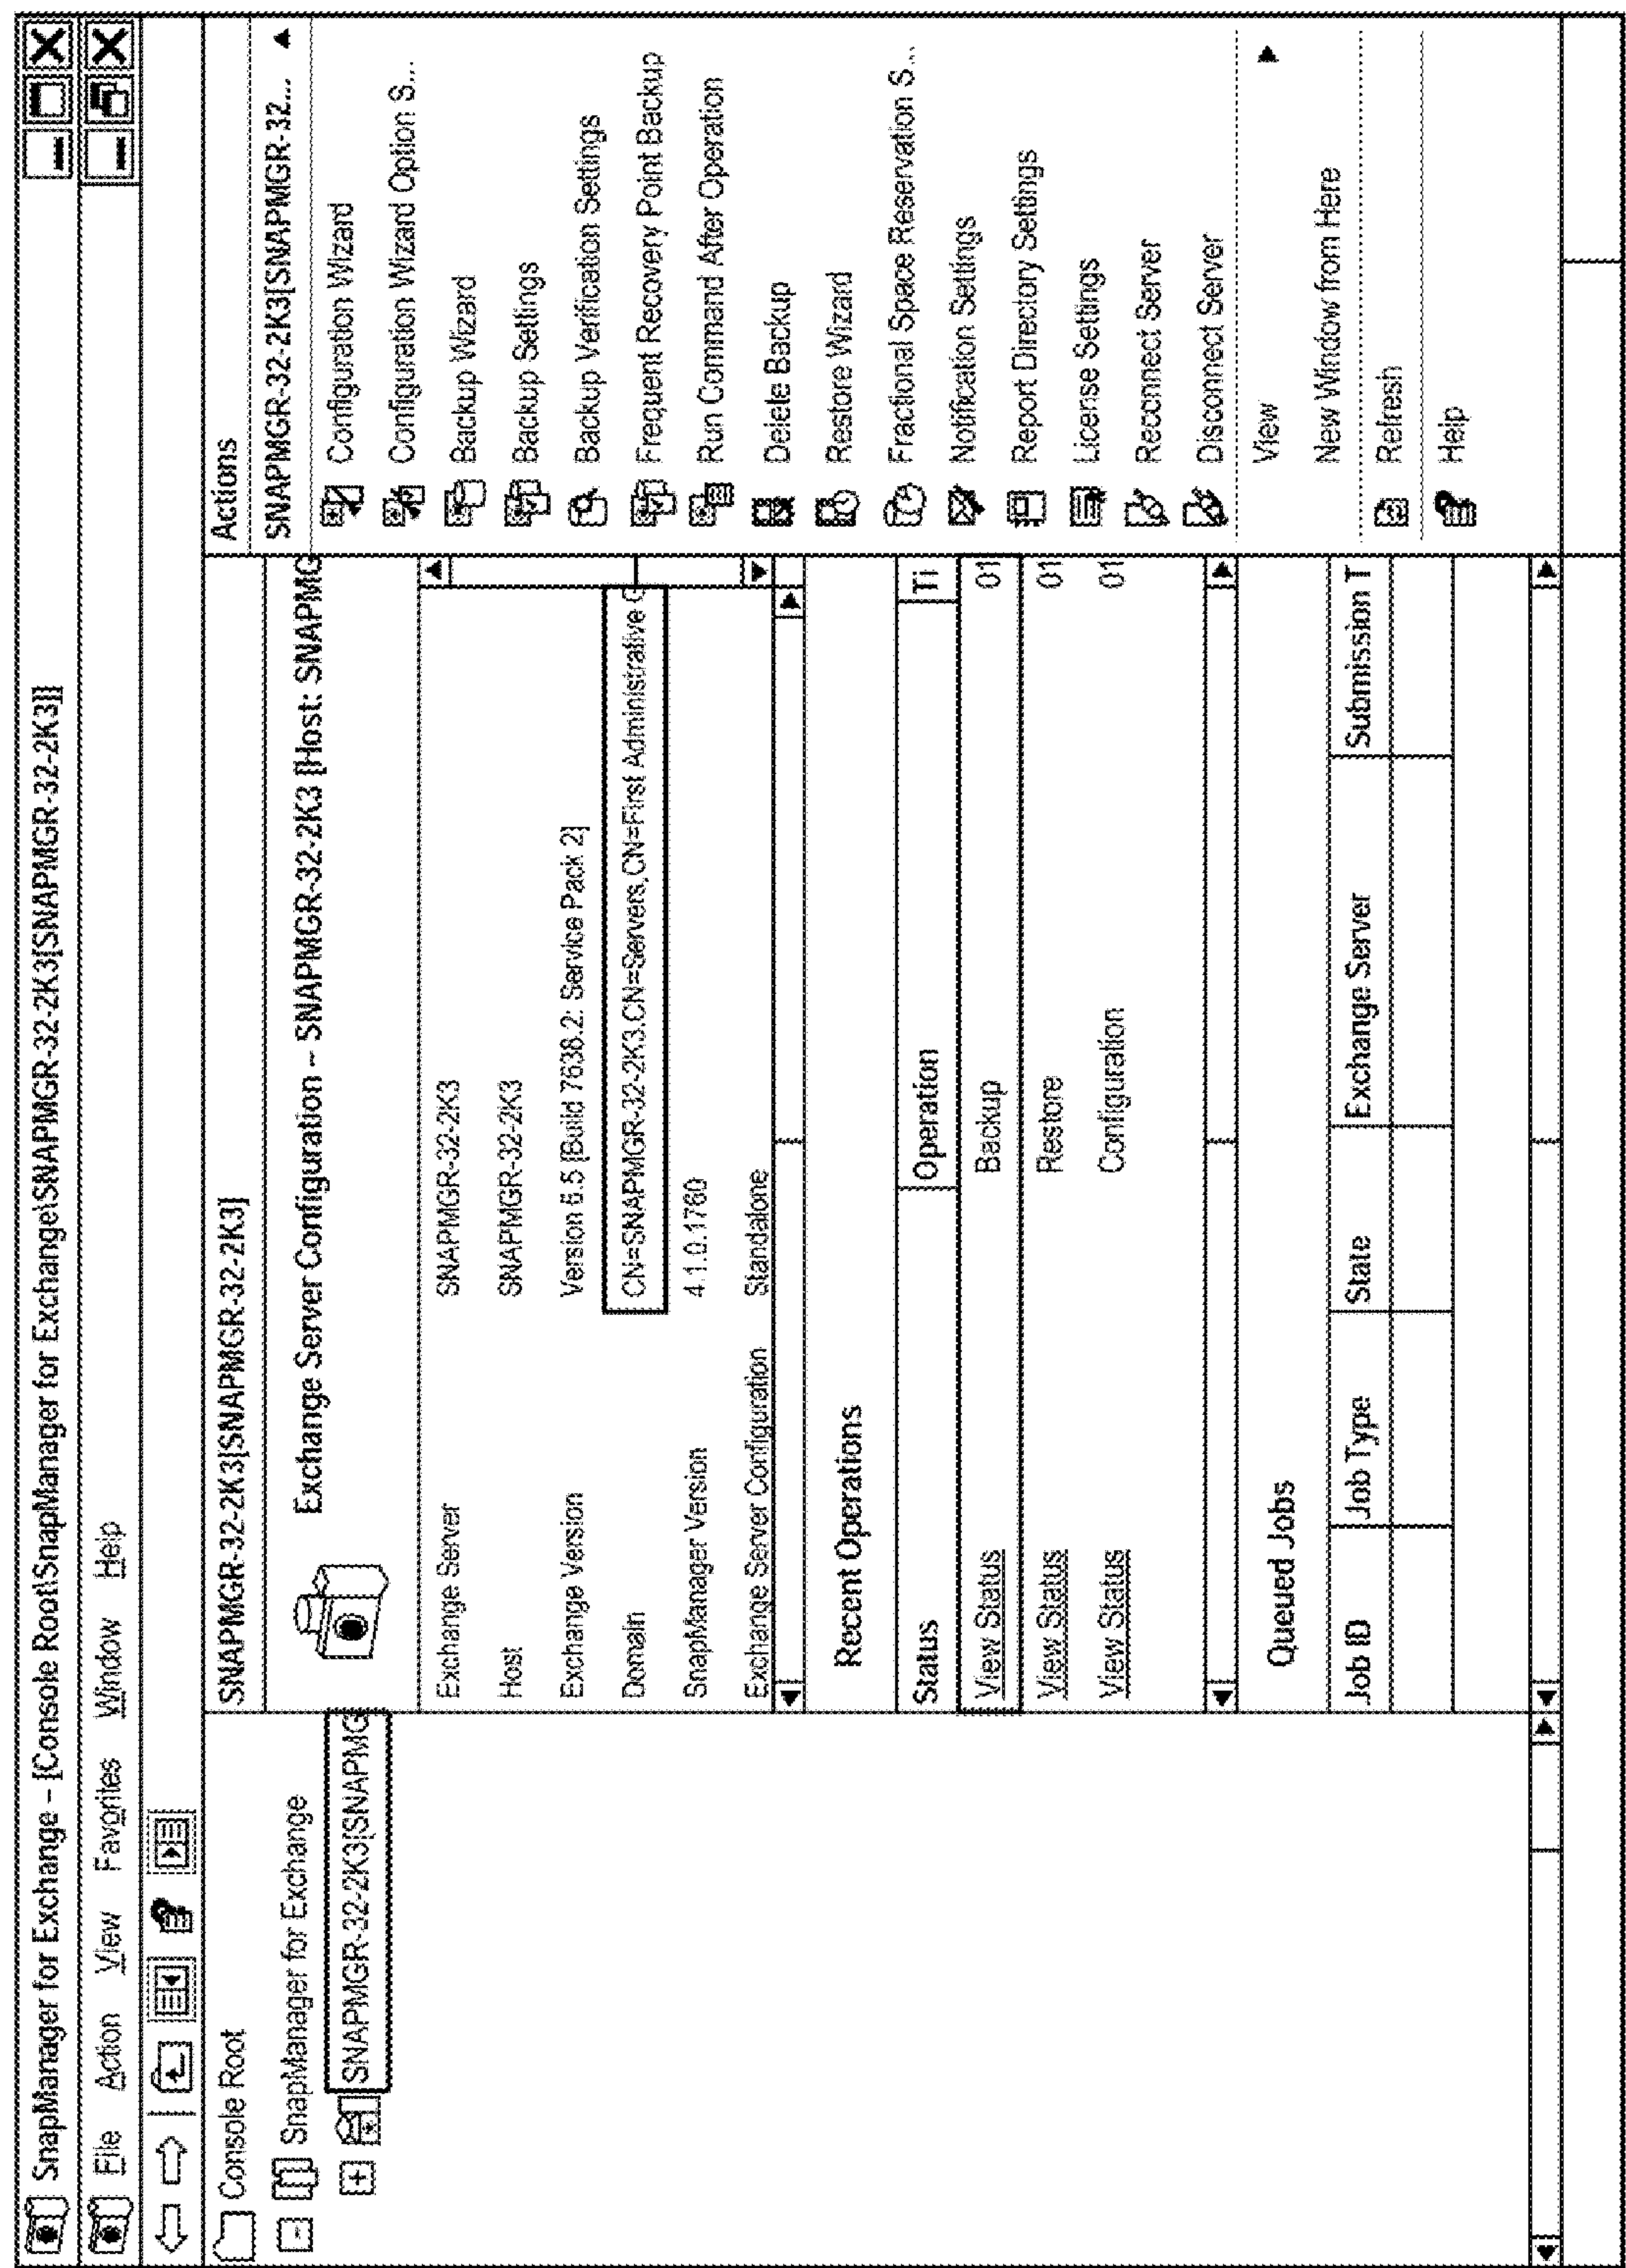 SnapManager for Exchange – [Console Root\SnapManager for Exchange\SNAPMGR-32-2K3[SNAPMGR-32-2K3]]
File Action View Favorites Window Help
Console Root
SnapManager for Exchange
SNAPMGR-32-2K3[SNAPMG
SNAPMGR-32-2K3[SNAPMGR-32-2K3]
Exchange Server Configuration – SNAPMGR-32-2K3 [Host: SNAPMG
Exchange Server SNAPMGR-32-2K3
Host SNAPMGR-32-2K3
Exchange Version Version 6.5 [Build 7638.2: Service Pack 2]
Domain CN=SNAPMGR-32-2K3.CN=Servers,CN=First Administrative G
SnapManager Version 4.1.0.1760
Exchange Server Configuration Standalone
Recent Operations
Status Operation Ti
View Status Backup 01
View Status Restore 01
View Status Configuration 01
Queued Jobs
Job ID Job Type State Exchange Server Submission T
Actions
SNAPMGR-32-2K3[SNAPMGR-32...
Configuration Wizard
Configuration Wizard Option S...
Backup Wizard
Backup Settings
Backup Verification Settings
Frequent Recovery Point Backup
Run Command After Operation
Delete Backup
Restore Wizard
Fractional Space Reservation S...
Notification Settings
Report Directory Settings
License Settings
Reconnect Server
Disconnect Server
View
New Window from Here
Refresh
Help